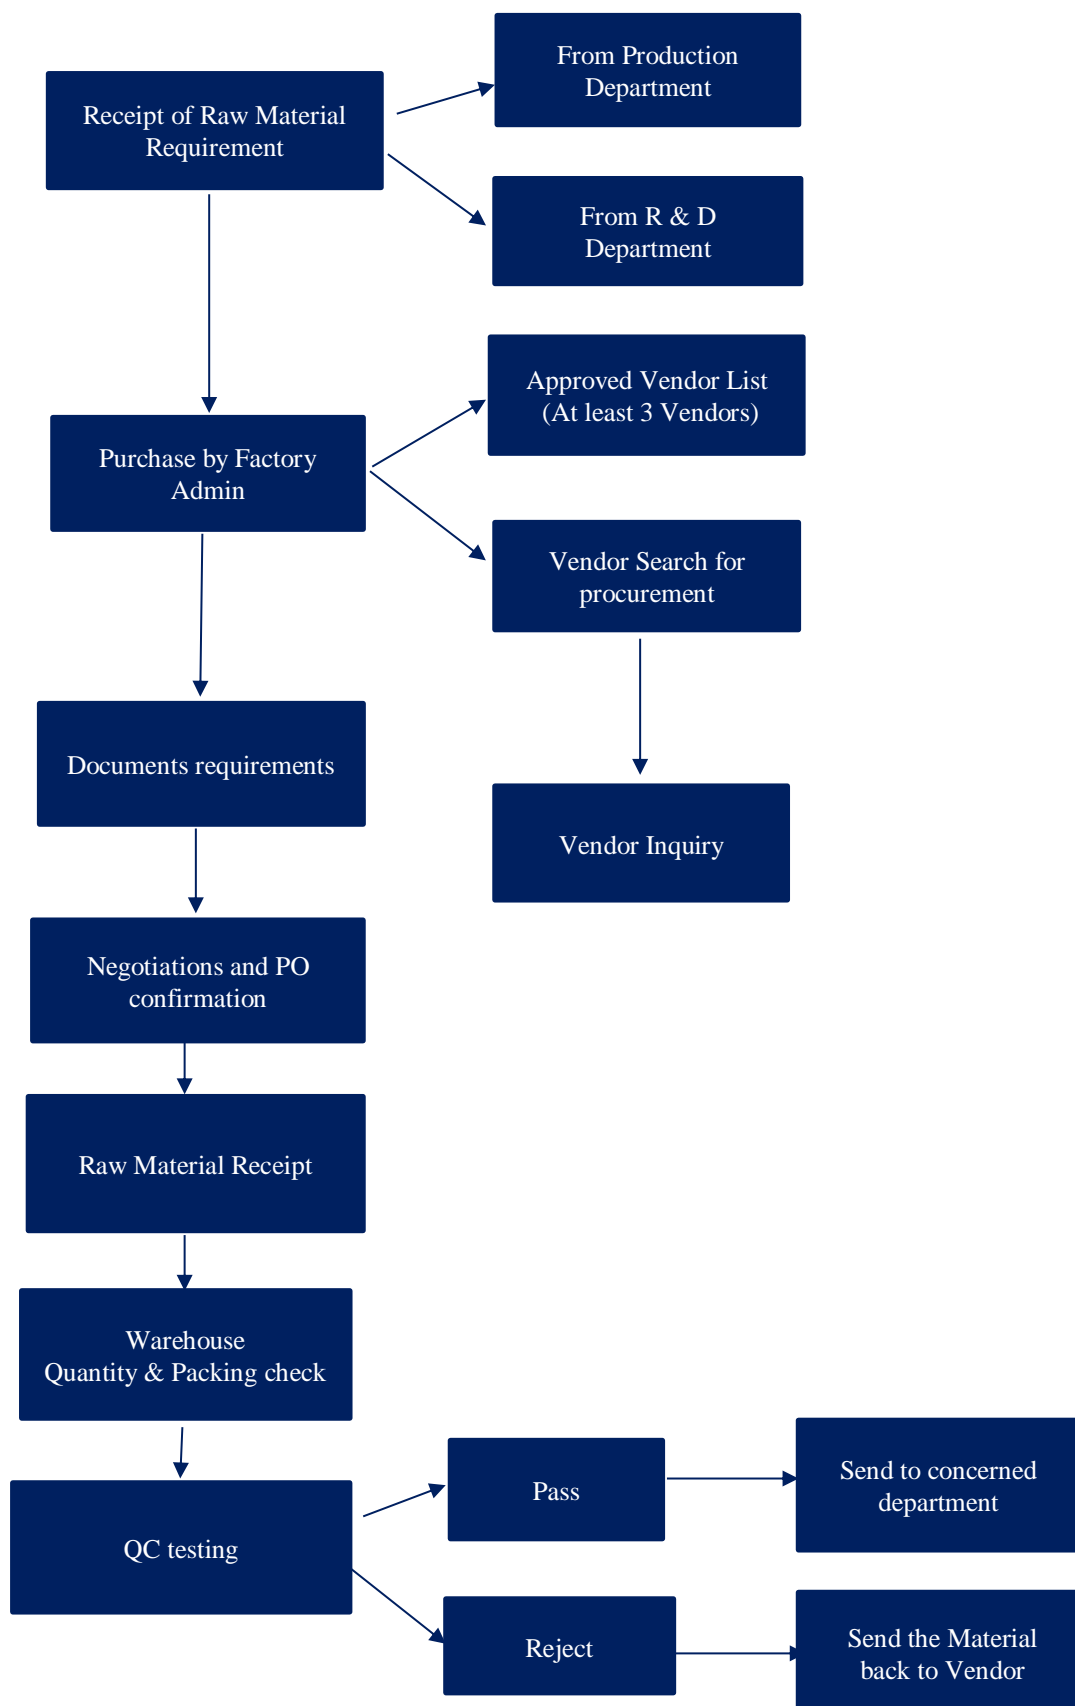 From Production
Department
Receipt of Raw Material
Requirement
From R & D
Department
Approved Vendor List
(At least 3 Vendors)
Purchase by Factory
Admin
Vendor Search for
procurement
Documents requirements
Vendor Inquiry
Negotiations and PO
confirmation
Raw Material Receipt
Warehouse
Quantity & Packing check
Pass
Send to concerned
department
QC testing
Reject
Send the Material
back to Vendor